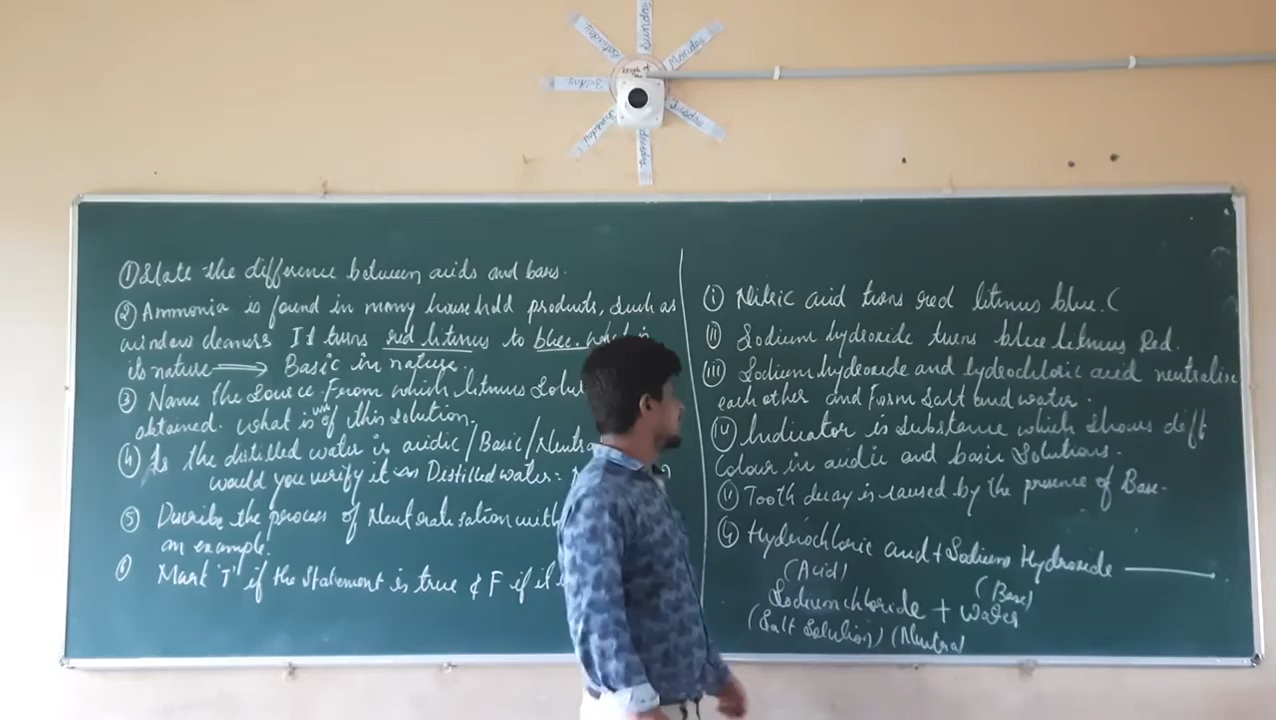 Monday
Tuesday
① State the difference between acids and bases.
② Ammonia is found in many household products, such as
window cleaners It turns red litmus to blue. what is
its nature ⟹ Basic in nature.
③ Name the Source From which litmus Solut
obtained. what is use of this solution.
④ Is the distilled water is acidic/Basic/Neutra
would you verify it Distilled water:
⑤ Describe the process of Neutralisation with
an example.
⑥ Mark 'T' if the statement is true & F if it
(i) Nitric acid turns red litmus blue. (
(ii) Sodium hydroxide turns blue litmus Red.
(iii) Sodium hydroxide and hydrochloric acid neutralise
each other and Form Salt and water.
(iv) Indicator is substance which shows diff
Colour in acidic and basic Solutions.
(v) Tooth decay is caused by the presence of Base.
⑤ Hydrochloric acid + Sodium Hydroxide ⟶
(Acid) (Base)
Sodium chloride + water
(Salt Solution) (Neutral